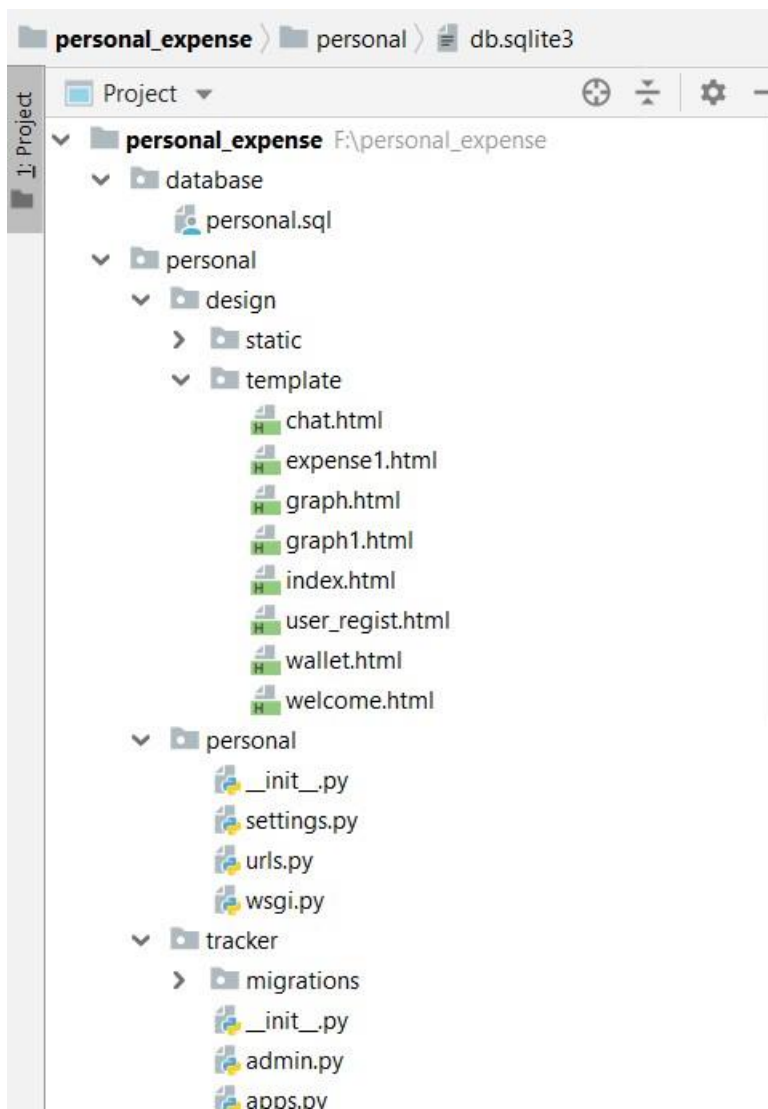 personal_expense personal db.sqlite3
1: Project
Project
personal_expense F:\personal_expense
database
personal.sql
personal
design
static
template
chat.html
expense1.html
graph.html
graph1.html
index.html
user_regist.html
wallet.html
welcome.html
personal
__init__.py
settings.py
urls.py
wsgi.py
tracker
migrations
__init__.py
admin.py
apps.py